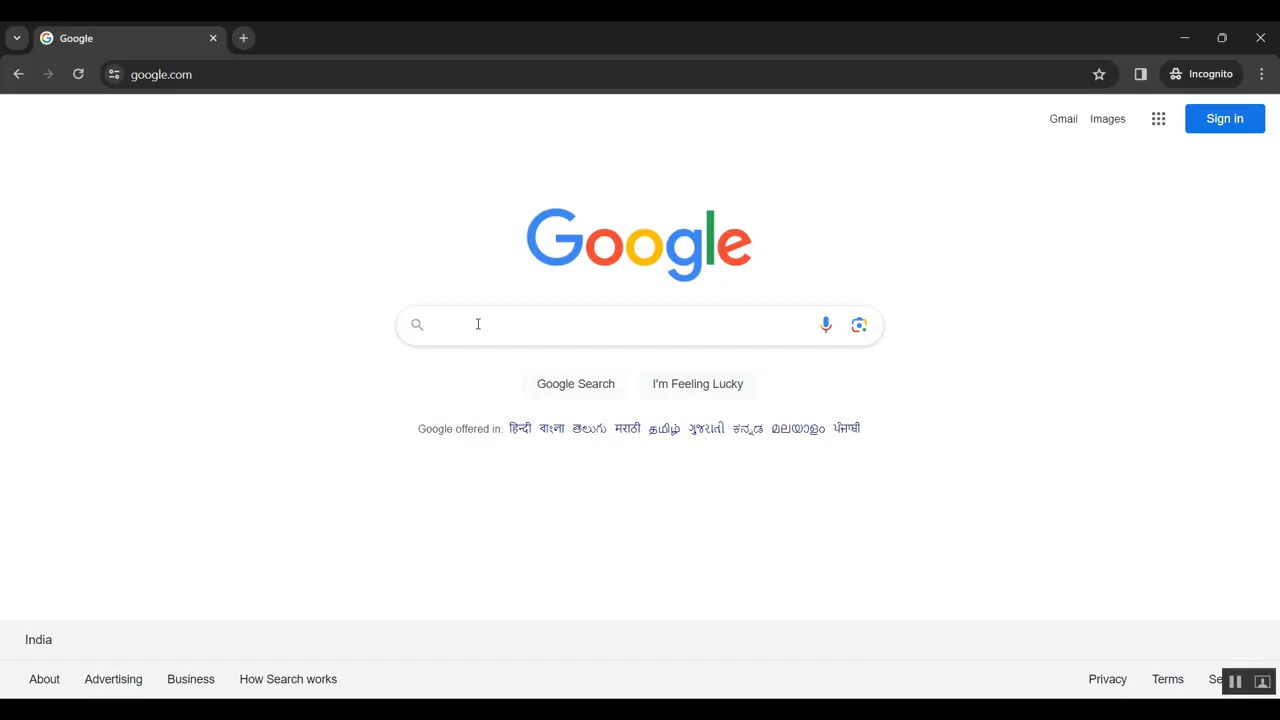 Google
google.com
Incognito
Gmail Images Sign in
Google
Google Search I'm Feeling Lucky
Google offered in: हिन्दी বাংলা తెలుగు मराठी தமிழ் ગુજરાતી ಕನ್ನಡ മലയാളം ਪੰਜਾਬੀ
India
About Advertising Business How Search works Privacy Terms Se